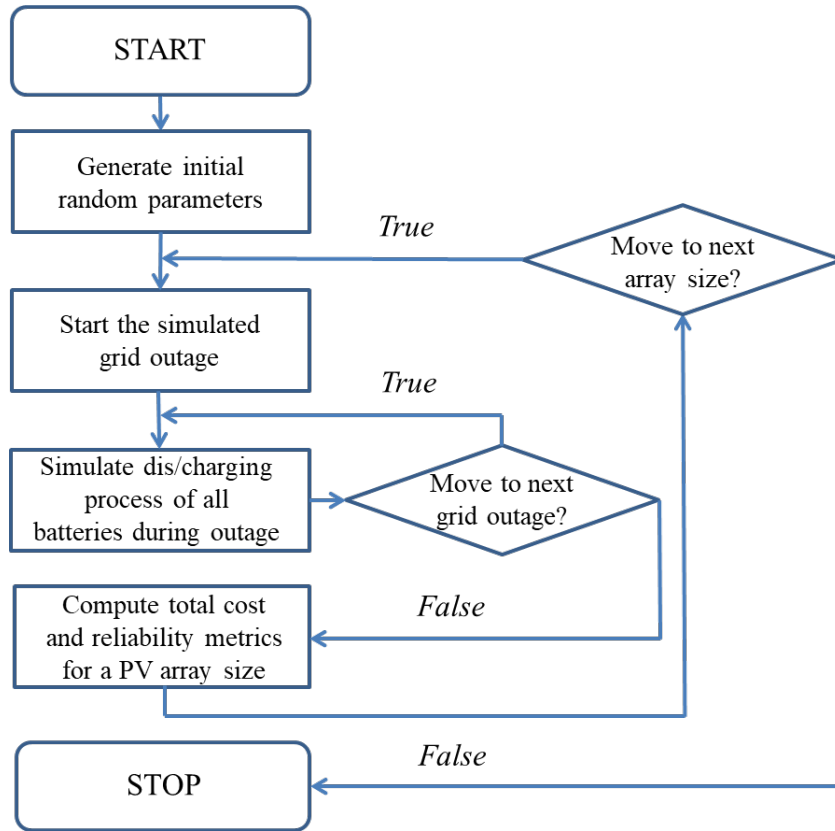 START
Generate initial
random parameters
True
Move to next
array size?
Start the simulated
grid outage
True
Simulate dis/charging
process of all
batteries during outage
Move to next
grid outage?
Compute total cost
and reliability metrics
for a PV array size
False
STOP
False